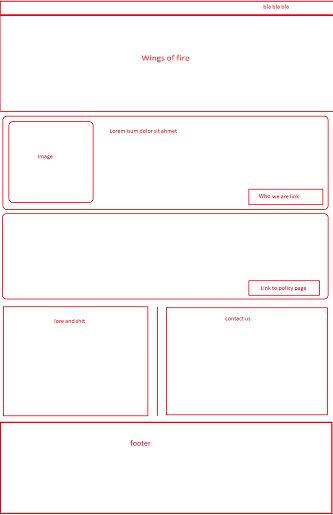 bla bla bla
Wings of fire
Lorem isum dolor sit ahmet
Image
Who we are link
Link to policy page
lore and shit
contact us
footer